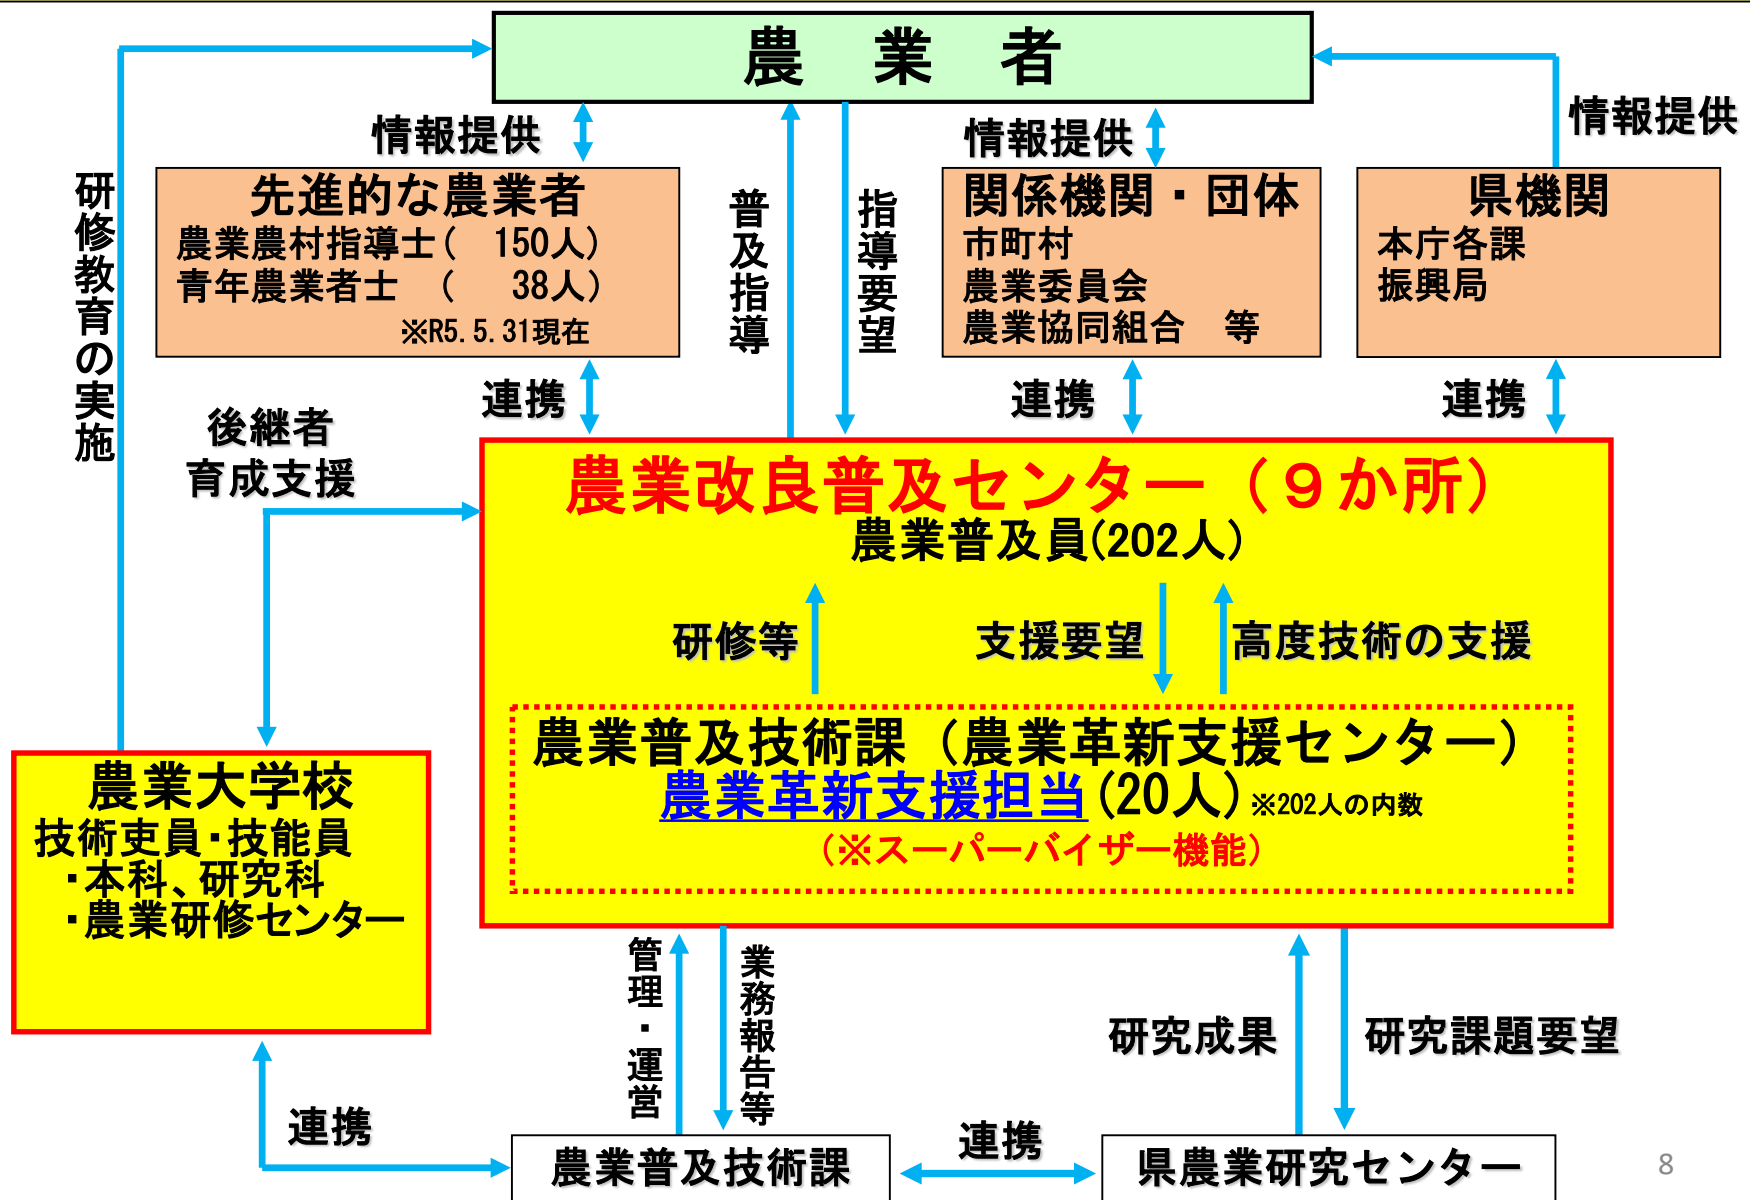 農　業　者
情報提供
情報提供
情報提供
研修教育の実施
先進的な農業者
農業農村指導士(　150人)
青年農業者士　(　38人)
※R5.5.31現在
普及指導
指導要望
関係機関・団体
市町村
農業委員会
農業協同組合　等
県機関
本庁各課
振興局
連携
連携
連携
後継者
育成支援
農業改良普及センター（９か所）
農業普及員(202人)
研修等
支援要望
高度技術の支援
農業普及技術課（農業革新支援センター）
農業革新支援担当(20人)※202人の内数
（※スーパーバイザー機能）
農業大学校
技術吏員・技能員
・本科、研究科
・農業研修センター
管理・運営
業務報告等
研究成果
研究課題要望
連携
連携
農業普及技術課
県農業研究センター
8